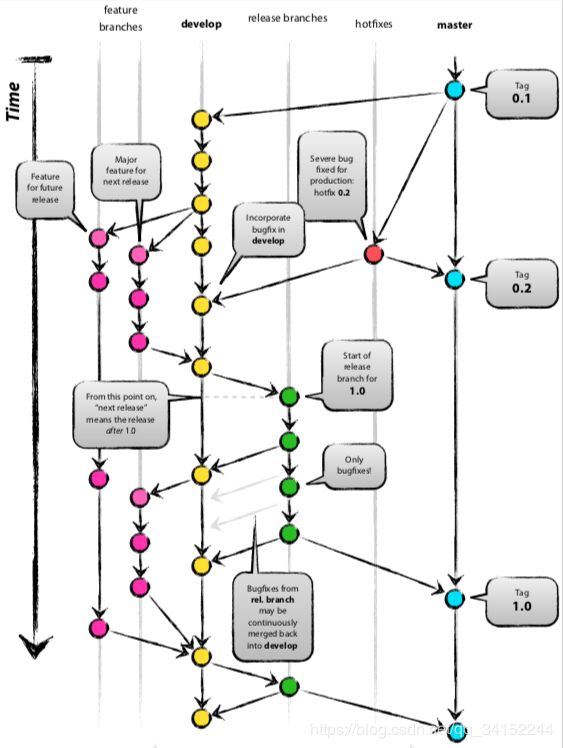 feature
branches
develop
release branches
hotfixes
master
Time
Tag
0.1
Major
feature for
next release
Feature
for future
release
Severe bug
fixed for
production:
hotfix 0.2
Incorporate
bugfix in
develop
Tag
0.2
Start of
release
branch for
1.0
From this point on,
“next release”
means the release
after 1.0
Only
bugfixes!
Bugfixes from
rel. branch
may be
continuously
merged back
into develop
Tag
1.0
https://blog.csdn.net/qq_34152244